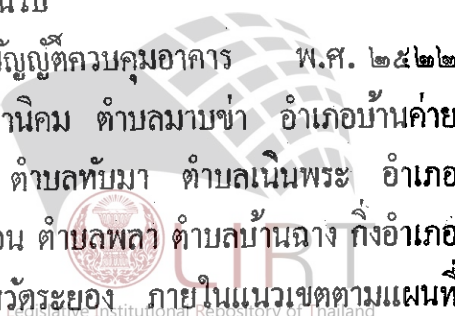 นไป
บัญญัติควบคุมอาคาร พ.ศ. ๒๕๒๒
านิคม ตำบลมาบข่า อำเภอบ้านค่าย
ตำบลทับมา ตำบลเนินพระ อำเภอ
อน ตำบลพลา ตำบลบ้านฉาง กิ่งอำเภอ
หวัดระยอง ภายในแนวเขตตามแผนที่
LIRT
Legislative Institutional Repository of Thailand